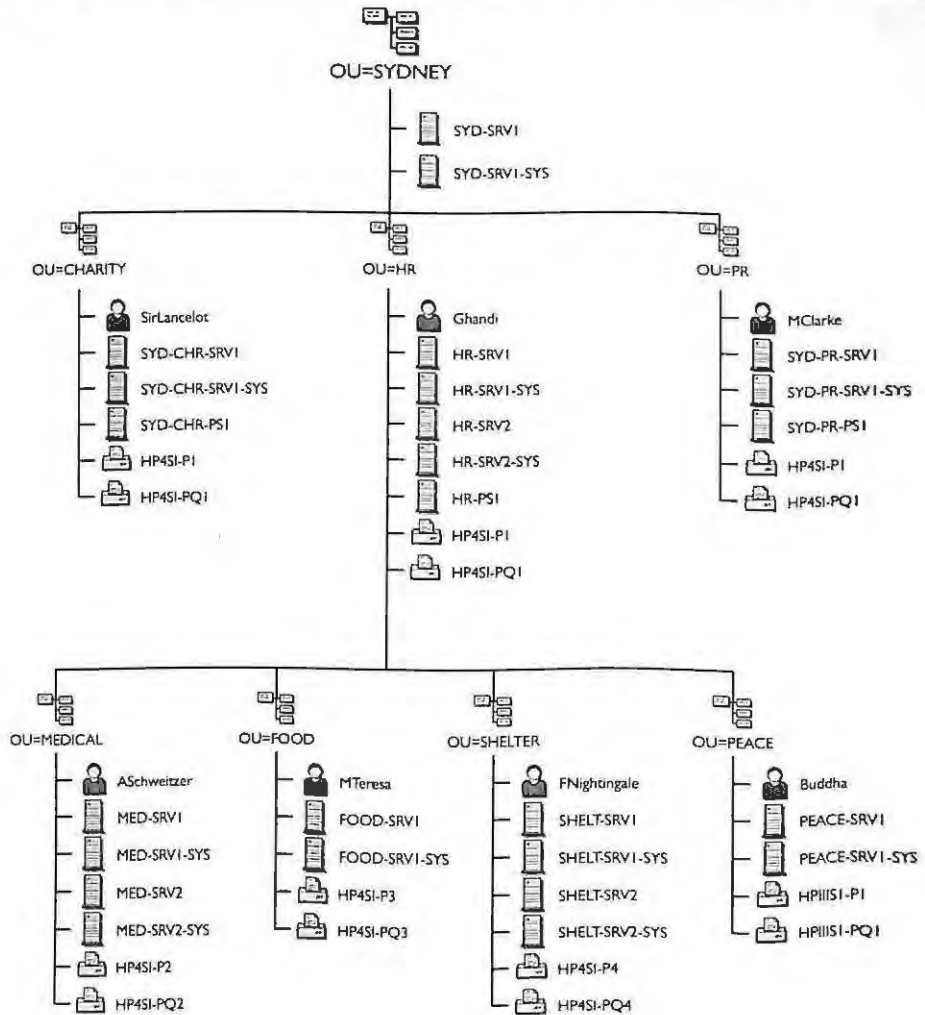 OU=SYDNEY
SYD-SRV1
SYD-SRV1-SYS
OU=CHARITY
SirLancelot
SYD-CHR-SRV1
SYD-CHR-SRV1-SYS
SYD-CHR-PS1
HP4SI-P1
HP4SI-PQ1
OU=HR
Ghandi
HR-SRV1
HR-SRV1-SYS
HR-SRV2
HR-SRV2-SYS
HR-PS1
HP4SI-P1
HP4SI-PQ1
OU=PR
MClarke
SYD-PR-SRV1
SYD-PR-SRV1-SYS
SYD-PR-PS1
HP4SI-P1
HP4SI-PQ1
OU=MEDICAL
ASchweitzer
MED-SRV1
MED-SRV1-SYS
MED-SRV2
MED-SRV2-SYS
HP4SI-P2
HP4SI-PQ2
OU=FOOD
MTeresa
FOOD-SRV1
FOOD-SRV1-SYS
HP4SI-P3
HP4SI-PQ3
OU=SHELTER
FNightingale
SHELT-SRV1
SHELT-SRV1-SYS
SHELT-SRV2
SHELT-SRV2-SYS
HP4SI-P4
HP4SI-PQ4
OU=PEACE
Buddha
PEACE-SRV1
PEACE-SRV1-SYS
HPIIIS1-P1
HPIIIS1-PQ1